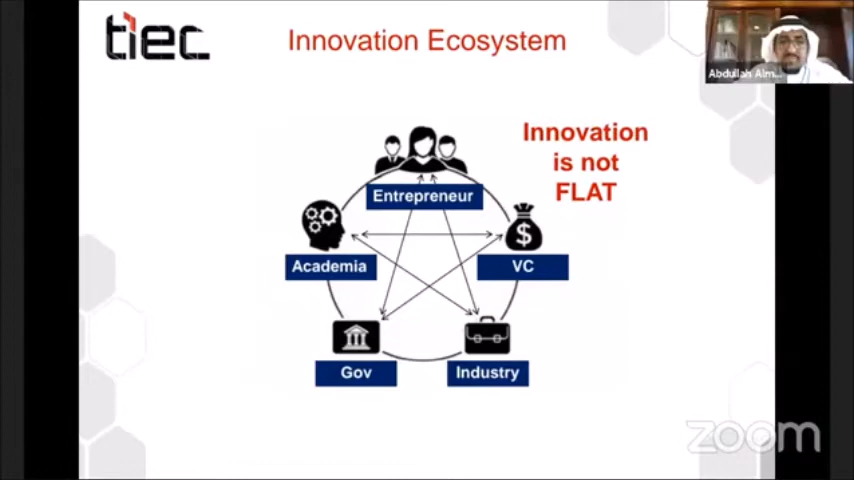 tiec
Innovation Ecosystem
Abdullah Alm...
Innovation
is not
FLAT
Entrepreneur
$
Academia
VC
Gov
Industry
zoom